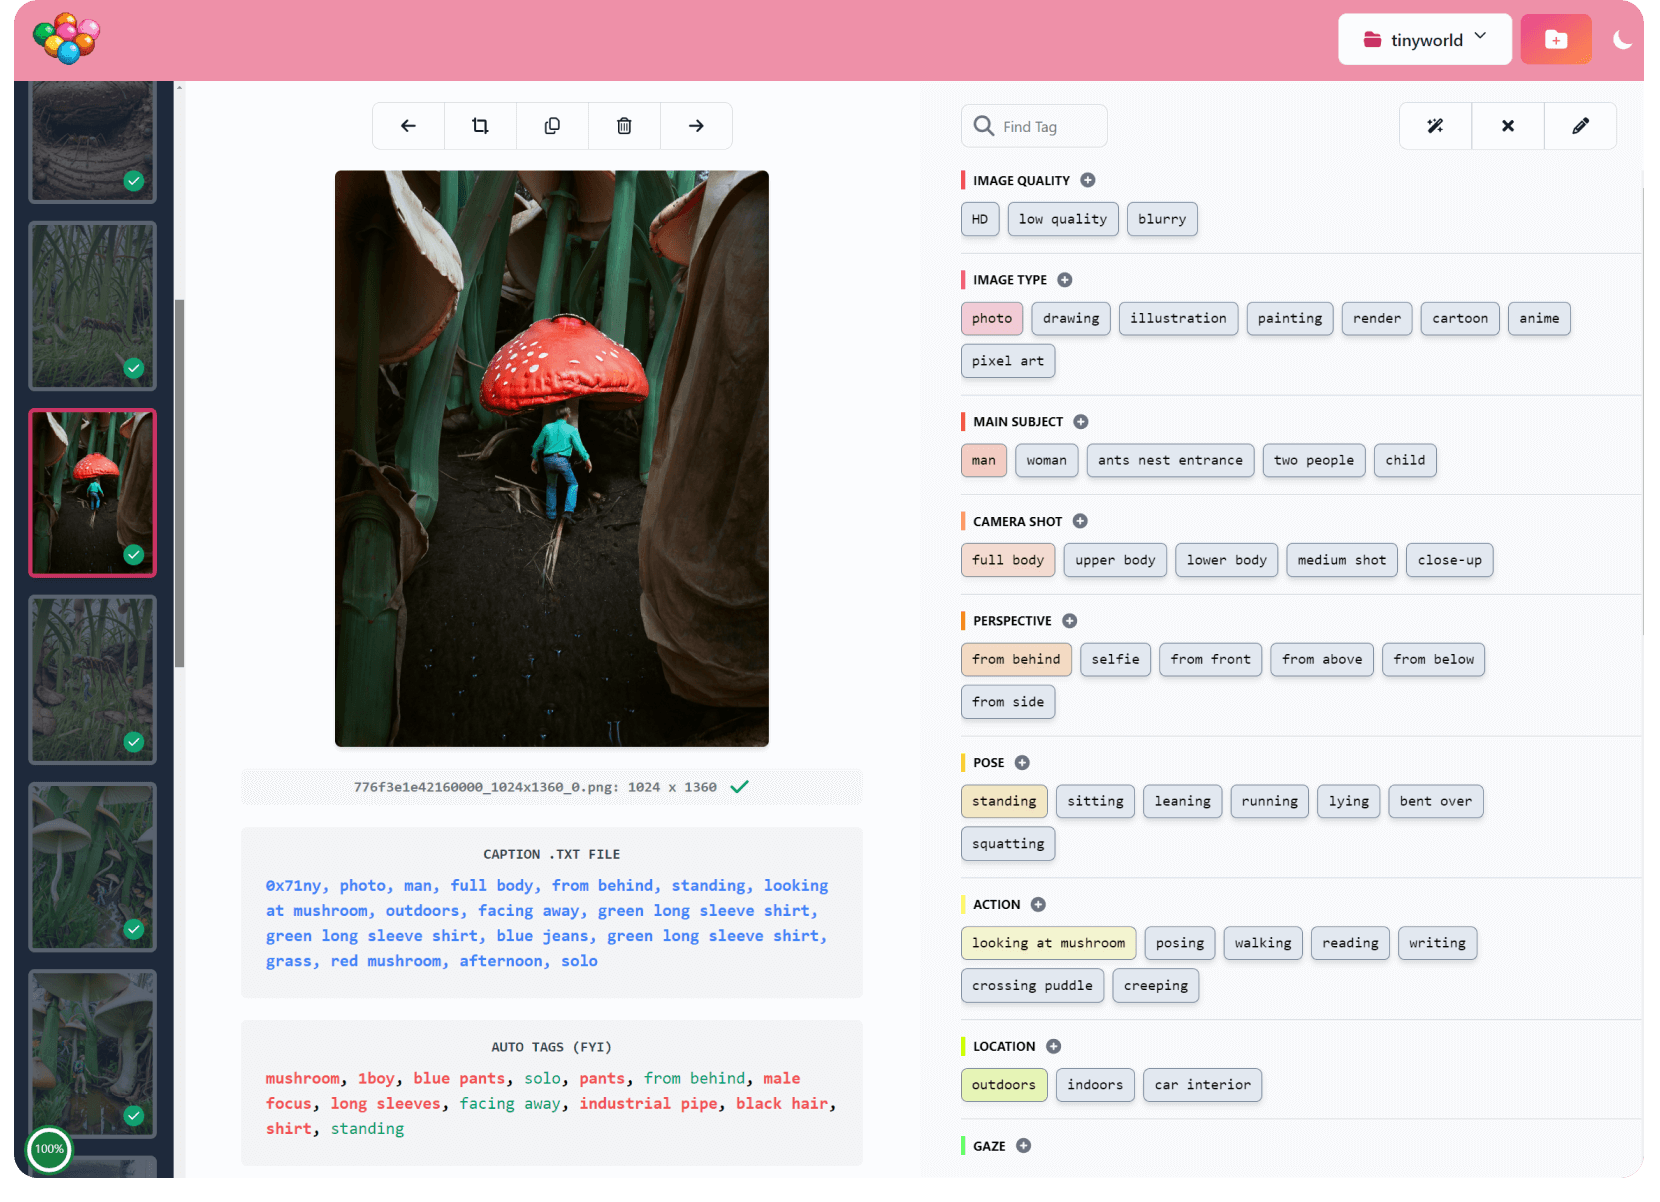 tinyworld
Find Tag
776f3e1e42160000_1024x1360_0.png: 1024 x 1360
CAPTION .TXT FILE
0x71ny, photo, man, full body, from behind, standing, looking
at mushroom, outdoors, facing away, green long sleeve shirt,
green long sleeve shirt, blue jeans, green long sleeve shirt,
grass, red mushroom, afternoon, solo
AUTO TAGS (FYI)
mushroom, 1boy, blue pants, solo, pants, from behind, male
focus, long sleeves, facing away, industrial pipe, black hair,
shirt, standing
100%
IMAGE QUALITY
HD low quality blurry
IMAGE TYPE
photo drawing illustration painting render cartoon anime
pixel art
MAIN SUBJECT
man woman ants nest entrance two people child
CAMERA SHOT
full body upper body lower body medium shot close-up
PERSPECTIVE
from behind selfie from front from above from below
from side
POSE
standing sitting leaning running lying bent over
squatting
ACTION
looking at mushroom posing walking reading writing
crossing puddle creeping
LOCATION
outdoors indoors car interior
GAZE